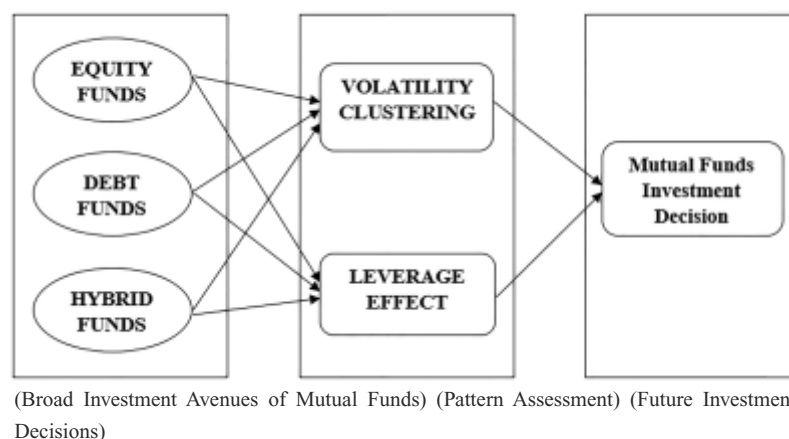 EQUITY
FUNDS
DEBT
FUNDS
HYBRID
FUNDS
VOLATILITY
CLUSTERING
LEVERAGE
EFFECT
Mutual Funds
Investment
Decision
(Broad Investment Avenues of Mutual Funds) (Pattern Assessment) (Future Investmen
Decisions)